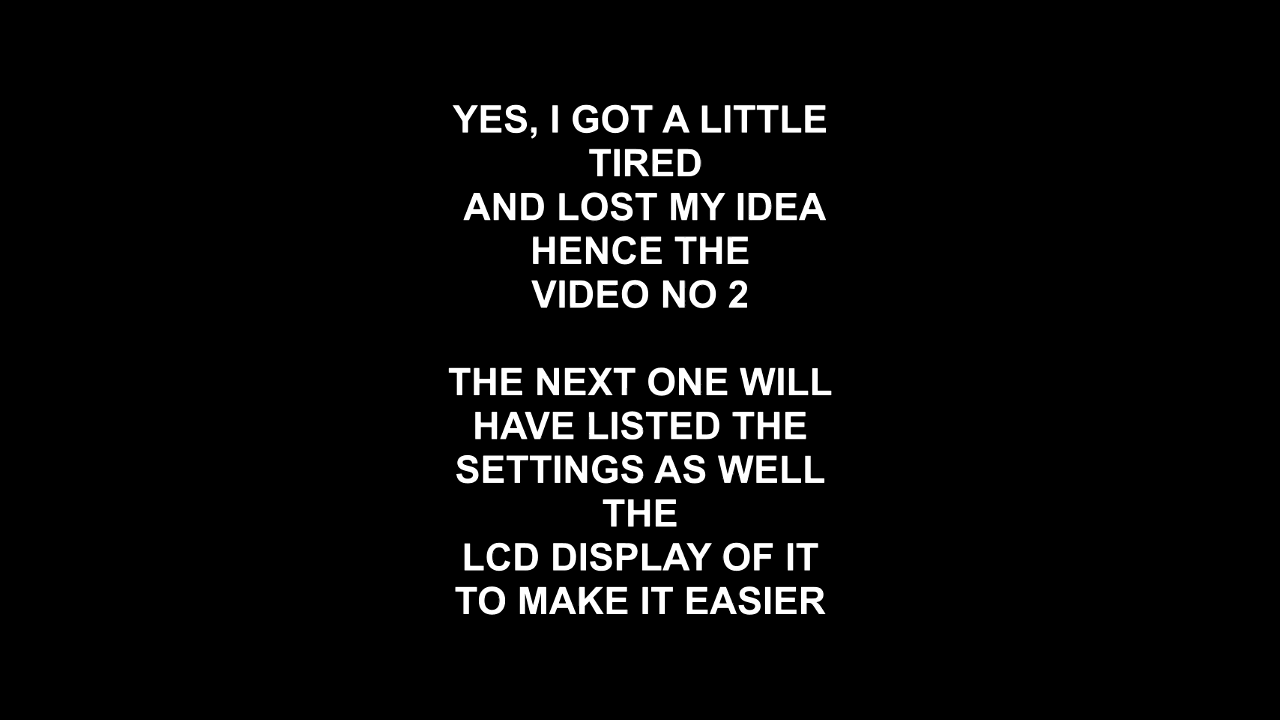 YES, I GOT A LITTLE
TIRED
AND LOST MY IDEA
HENCE THE
VIDEO NO 2
THE NEXT ONE WILL
HAVE LISTED THE
SETTINGS AS WELL
THE
LCD DISPLAY OF IT
TO MAKE IT EASIER